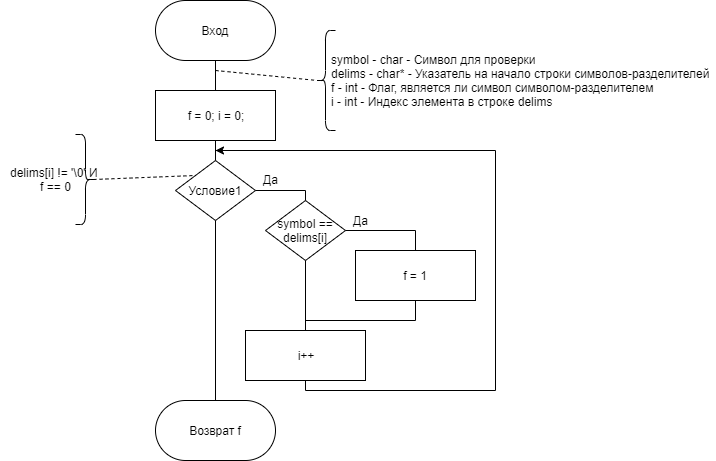 Вход
symbol - char - Символ для проверки
delims - char* - Указатель на начало строки символов-разделителей
f - int - Флаг, является ли символ символом-разделителем
i - int - Индекс элемента в строке delims
f = 0; i = 0;
delims[i] != '\0' И
f == 0
Условие1
Да
symbol ==
delims[i]
Да
f = 1
i++
Возврат f